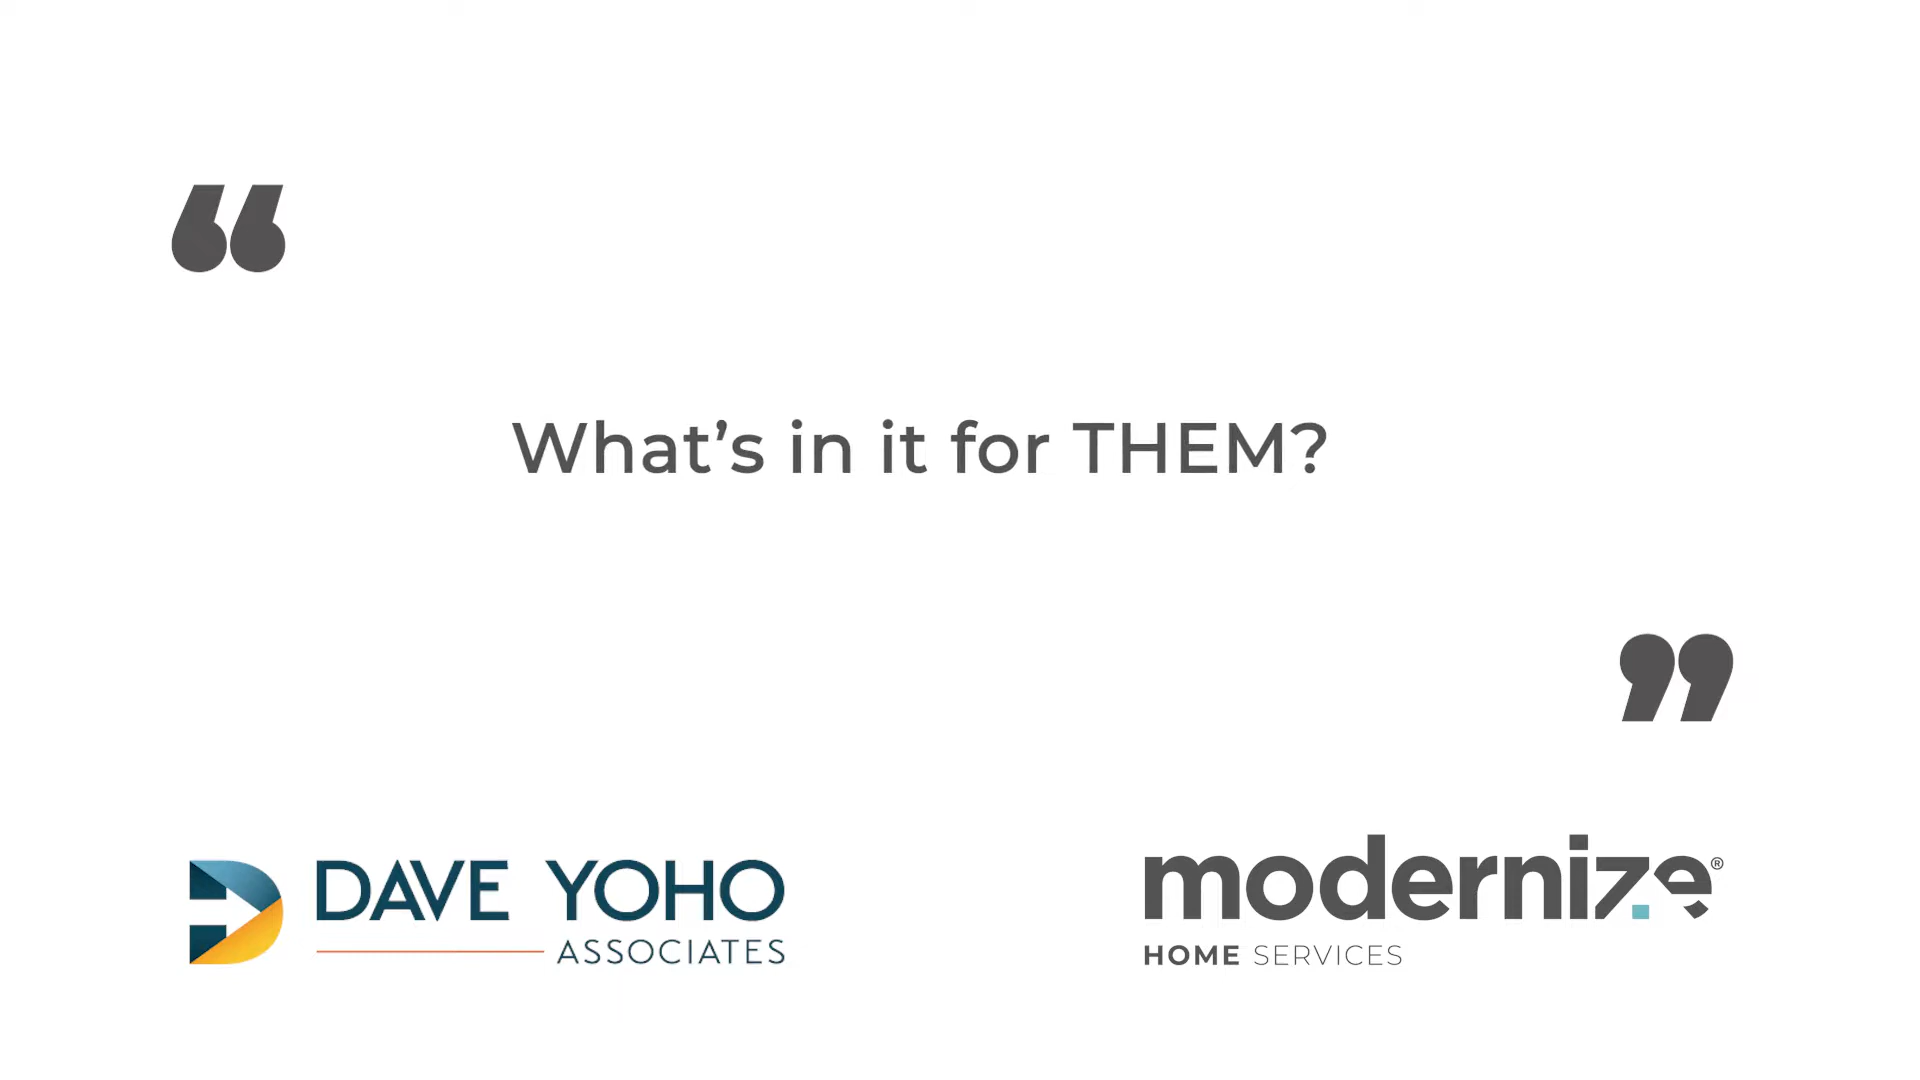 “
What’s in it for THEM?
”
DAVE YOHO
ASSOCIATES
modernize®
HOME SERVICES